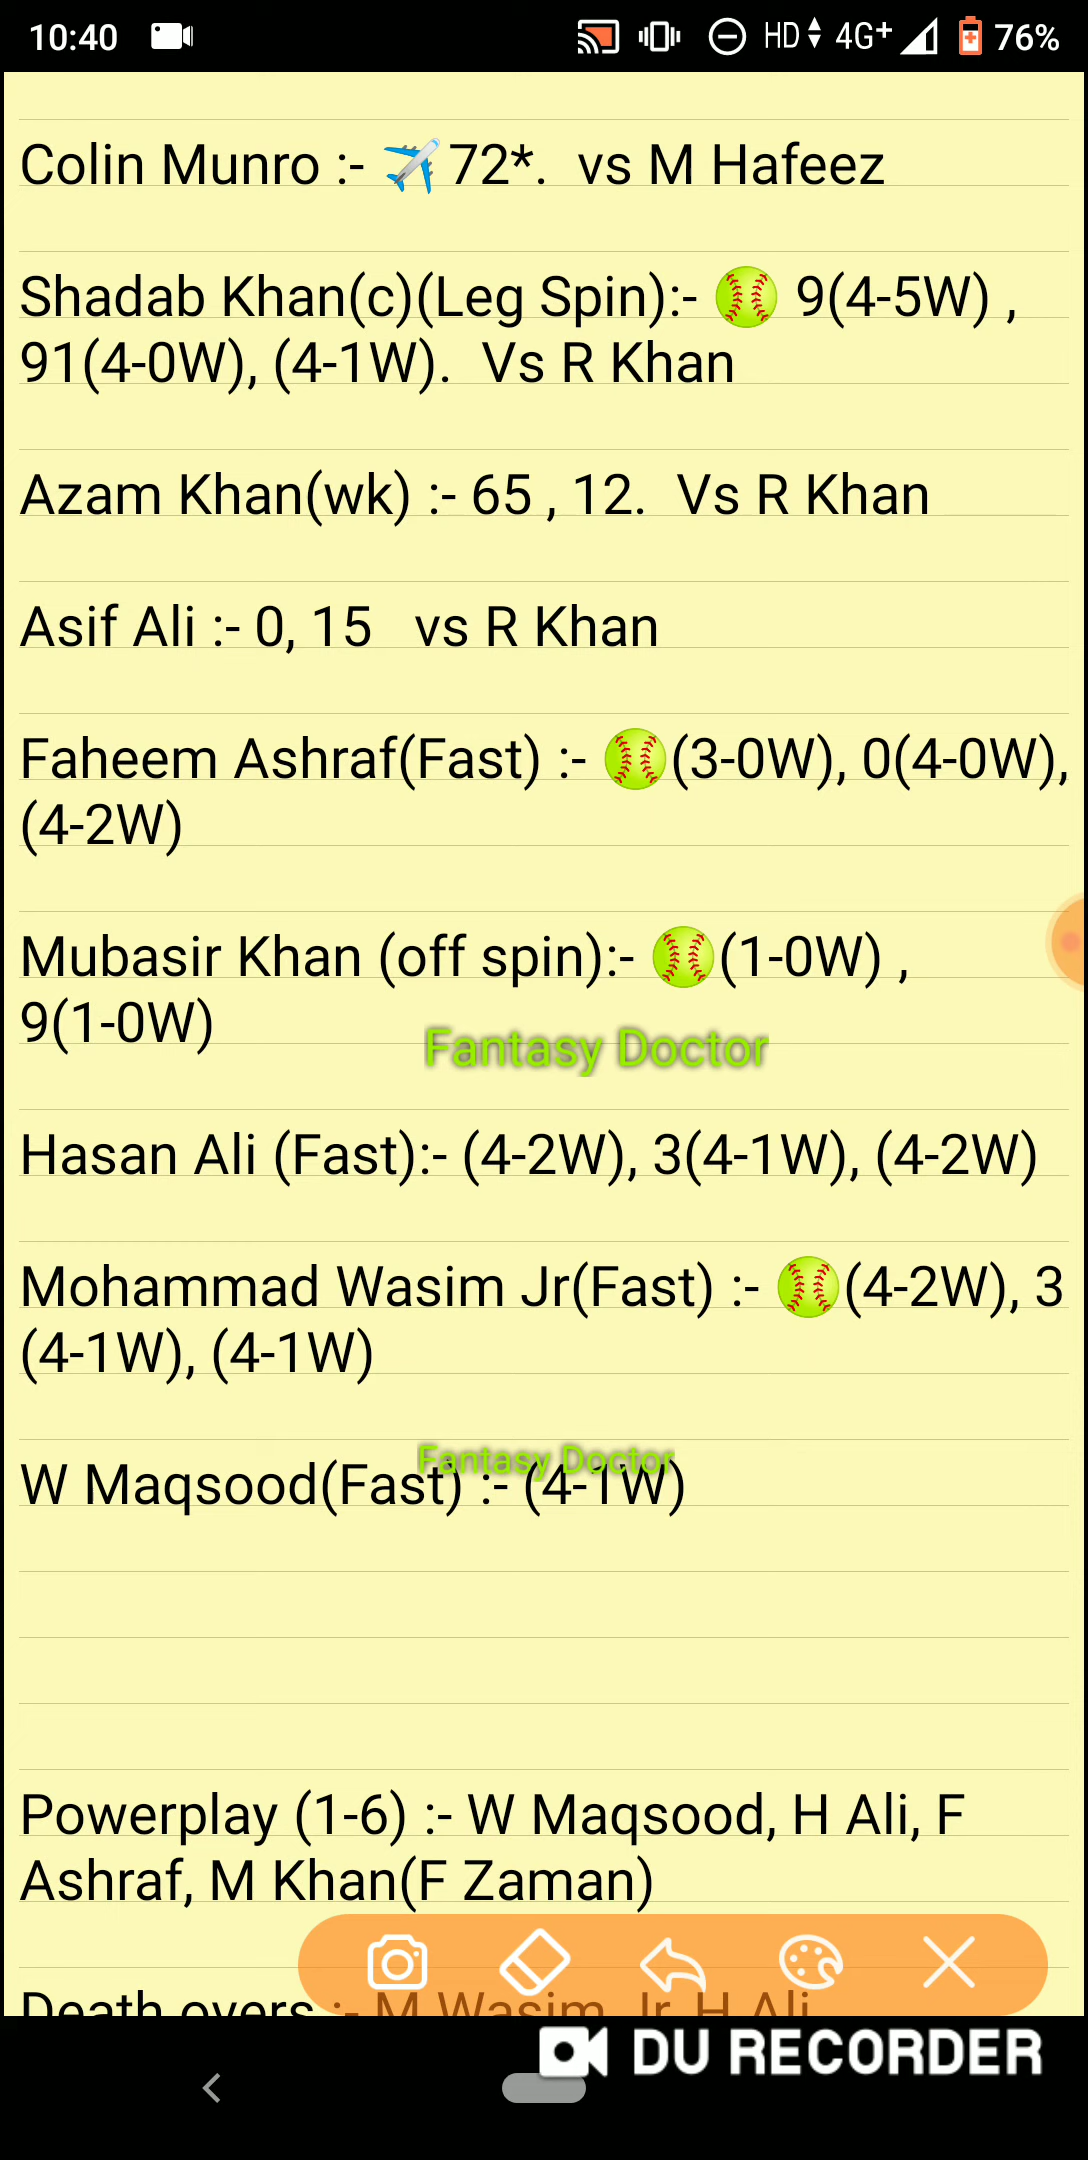 10:40 HD 4G+ 76%
Colin Munro :- ✈️72*.  vs M Hafeez
Shadab Khan(c)(Leg Spin):- 🥎 9(4-5W) ,
91(4-0W), (4-1W).  Vs R Khan
Azam Khan(wk) :- 65 , 12.  Vs R Khan
Asif Ali :- 0, 15   vs R Khan
Faheem Ashraf(Fast) :- 🥎(3-0W), 0(4-0W),
(4-2W)
Mubasir Khan (off spin):- 🥎(1-0W) ,
9(1-0W)
Fantasy Doctor
Hasan Ali (Fast):- (4-2W), 3(4-1W), (4-2W)
Mohammad Wasim Jr(Fast) :- 🥎(4-2W), 3
(4-1W), (4-1W)
Fantasy Doctor
W Maqsood(Fast) :- (4-1W)
Powerplay (1-6) :- W Maqsood, H Ali, F
Ashraf, M Khan(F Zaman)
Death overs :- M Wasim Jr, H Ali
DU RECORDER